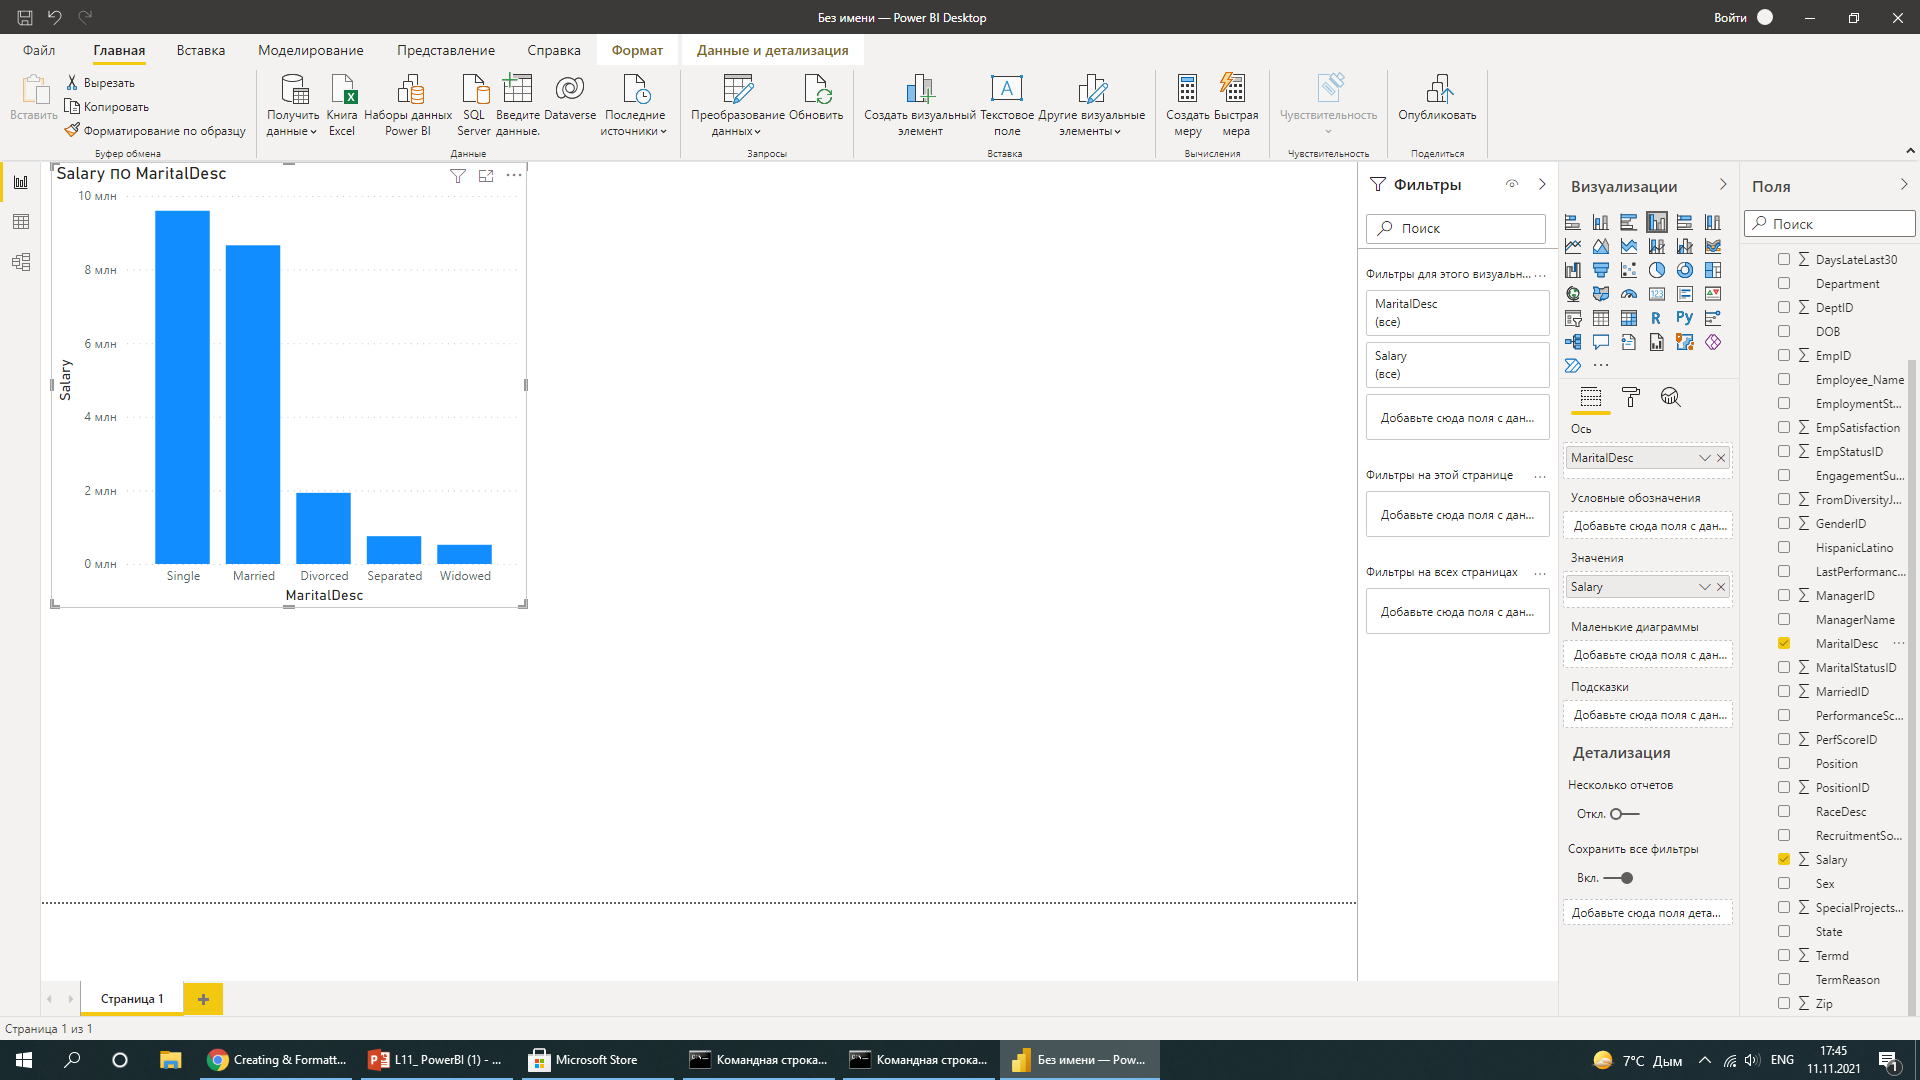 Без имени — Power BI Desktop
Войти
Файл
Главная
Вставка
Моделирование
Представление
Справка
Формат
Данные и детализация
Вставить
Вырезать
Копировать
Форматирование по образцу
Буфер обмена
Получить
данные
Книга
Excel
Наборы данных
Power BI
SQL
Server
Введите
данные.
Dataverse
Последние
источники
Данные
Преобразование
данных
Обновить
Запросы
Создать визуальный
элемент
Текстовое
поле
Другие визуальные
элементы
Вставка
Создать
меру
Быстрая
мера
Вычисления
Чувствительность
Чувствительность
Опубликовать
Поделиться
Salary по MaritalDesc
10 млн
8 млн
6 млн
4 млн
2 млн
0 млн
Salary
Single
Married
Divorced
Separated
Widowed
MaritalDesc
Фильтры
Поиск
Фильтры для этого визуальн... ...
MaritalDesc
(все)
Salary
(все)
Добавьте сюда поля с дан...
Фильтры на этой странице ...
Добавьте сюда поля с дан...
Фильтры на всех страницах ...
Добавьте сюда поля с дан...
Визуализации
R
Py
...
Ось
MaritalDesc
Условные обозначения
Добавьте сюда поля с дан...
Значения
Salary
Маленькие диаграммы
Добавьте сюда поля с дан...
Подсказки
Добавьте сюда поля с дан...
Детализация
Несколько отчетов
Откл.
Сохранить все фильтры
Вкл.
Добавьте сюда поля дета...
Поля
Поиск
∑ DaysLateLast30
Department
∑ DeptID
DOB
∑ EmpID
Employee_Name
EmploymentSt...
∑ EmpSatisfaction
∑ EmpStatusID
EngagementSu...
∑ FromDiversityJ...
∑ GenderID
HispanicLatino
LastPerformanc...
∑ ManagerID
ManagerName
MaritalDesc ...
∑ MaritalStatusID
∑ MarriedID
PerformanceSc...
∑ PerfScoreID
Position
∑ PositionID
RaceDesc
RecruitmentSo...
∑ Salary
Sex
∑ SpecialProjects...
State
∑ Termd
TermReason
∑ Zip
Страница 1
Страница 1 из 1
Creating & Formatt...
L11_ PowerBI (1) - ...
Microsoft Store
Командная строка...
Командная строка...
Без имени — Pow...
7°C Дым
ENG
17:45
11.11.2021
1